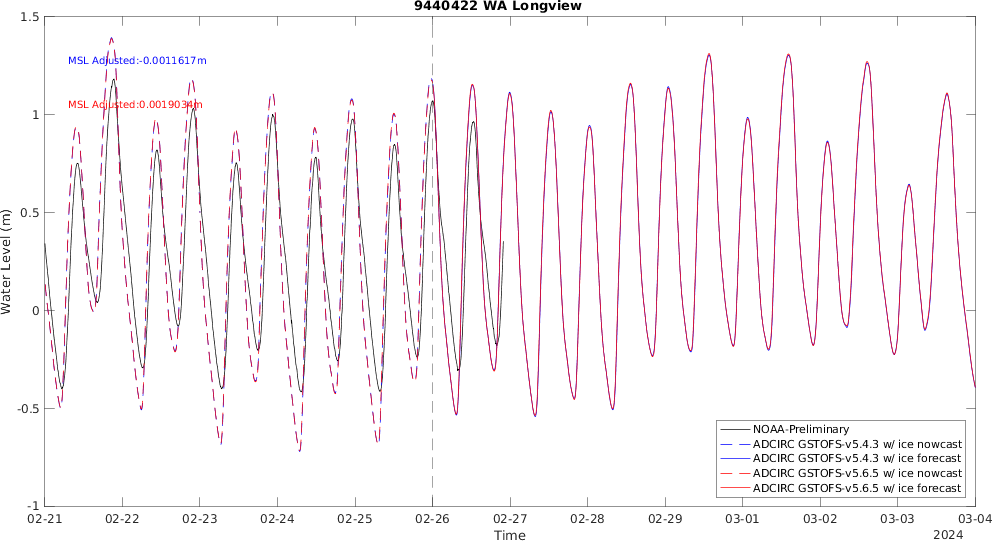 9440422 WA Longview
1.5
MSL Adjusted:-0.0011617m
MSL Adjusted:0.0019034m
1
0.5
Water Level (m)
0
-0.5
NOAA-Preliminary
ADCIRC GSTOFS-v5.4.3 w/ ice nowcast
ADCIRC GSTOFS-v5.4.3 w/ ice forecast
ADCIRC GSTOFS-v5.6.5 w/ ice nowcast
ADCIRC GSTOFS-v5.6.5 w/ ice forecast
-1
02-21 02-22 02-23 02-24 02-25 02-26 02-27 02-28 02-29 03-01 03-02 03-03 03-04
Time
2024